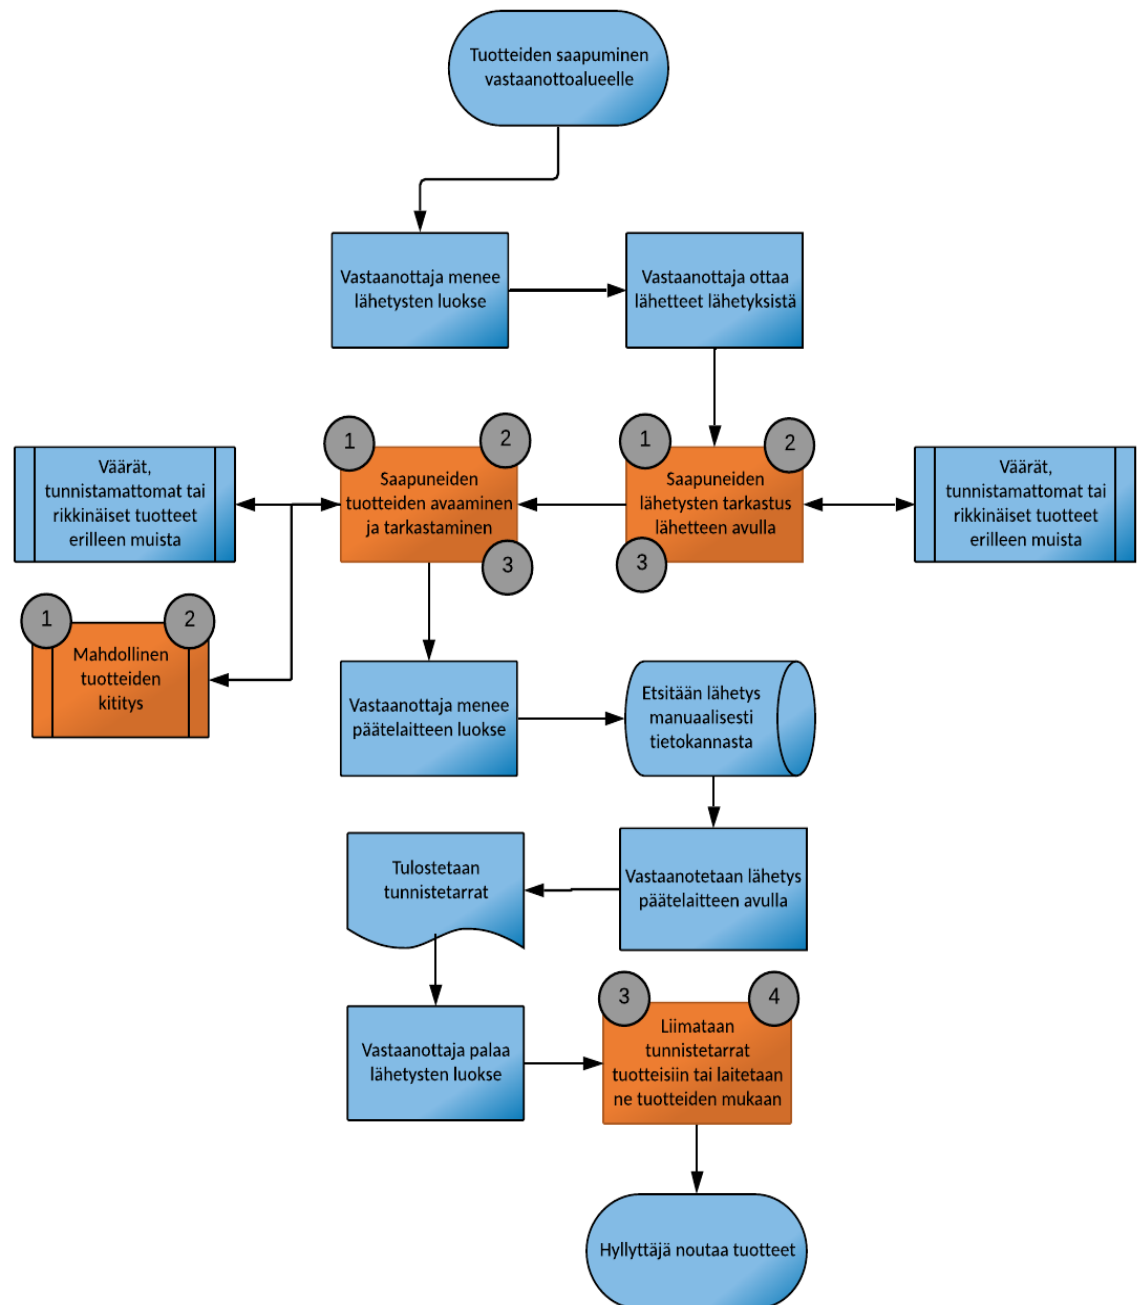 Tuotteiden saapuminen
vastaanottoalueelle
Vastaanottaja menee
lähetysten luokse
Vastaanottaja ottaa
lähetteet lähetyksistä
1
2
Saapuneiden
tuotteiden avaaminen
ja tarkastaminen
3
1
2
Saapuneiden
lähetysten tarkastus
lähetteen avulla
3
Väärät,
tunnistamattomat tai
rikkinäiset tuotteet
erilleen muista
Väärät,
tunnistamattomat tai
rikkinäiset tuotteet
erilleen muista
1
2
Mahdollinen
tuotteiden
kititys
Vastaanottaja menee
päätelaitteen luokse
Etsitään lähetys
manuaalisesti
tietokannasta
Tulostetaan
tunnistetarrat
Vastaanotetaan lähetys
päätelaitteen avulla
Vastaanottaja palaa
lähetysten luokse
3
4
Liimataan
tunnistetarrat
tuotteisiin tai laitetaan
ne tuotteiden mukaan
Hyllyttäjä noutaa tuotteet